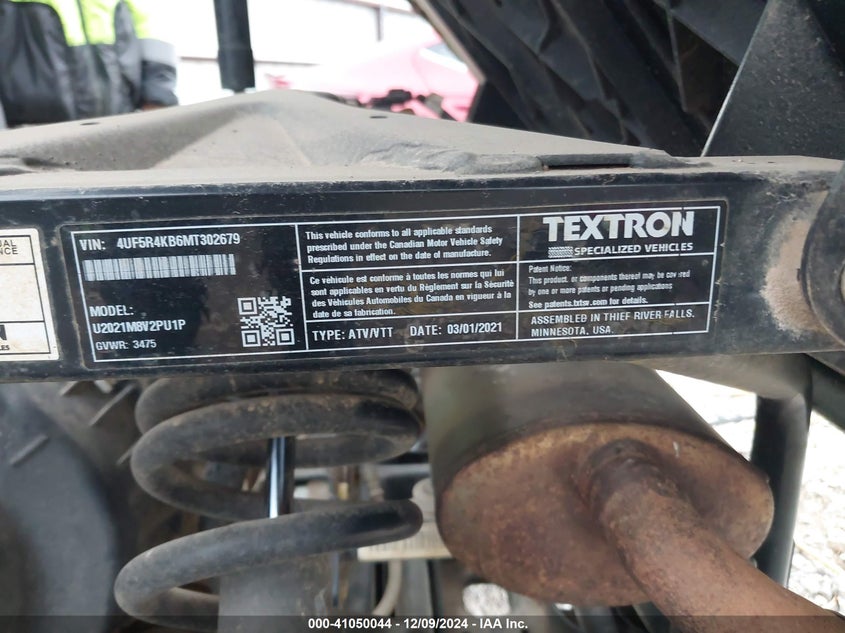 UAL
NCE
N
LES
VIN: 4UF5R4KB6MT302679
MODEL:
U2021M8V2PU1P
GVWR: 3475
This vehicle conforms to all applicable standards
prescribed under the Canadian Motor Vehicle Safety
Regulations in effect on the date of manufacture.
Ce véhicule est conforme à toutes les normes qui lui
sont applicables en vertu du Règlement sur la Sécurité
des Véhicules Automobiles du Canada en vigueur à la
date de sa fabrication.
TYPE: ATV/VTT DATE: 03/01/2021
TEXTRON
SPECIALIZED VEHICLES
Patent Notice:
This product, or components thereof may be covered
by one or more patents or pending applications.
See patents.txtsv.com for details.
ASSEMBLED IN THIEF RIVER FALLS,
MINNESOTA, USA.
000-41050044 - 12/09/2024 - IAA Inc.